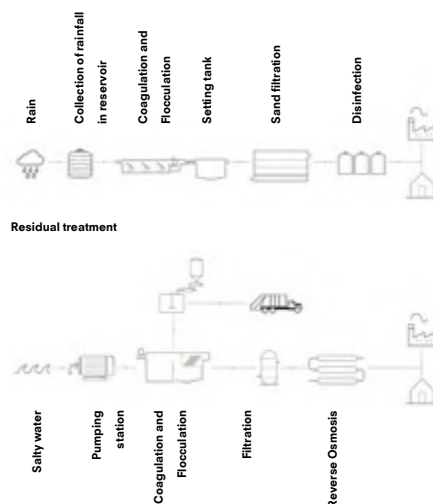 Rain
Collection of rainfall
in reservoir
Coagulation and
Flocculation
Setting tank
Sand filtration
Disinfection
Residual treatment
Salty water
Pumping
station
Coagulation and
Flocculation
Filtration
Reverse Osmosis